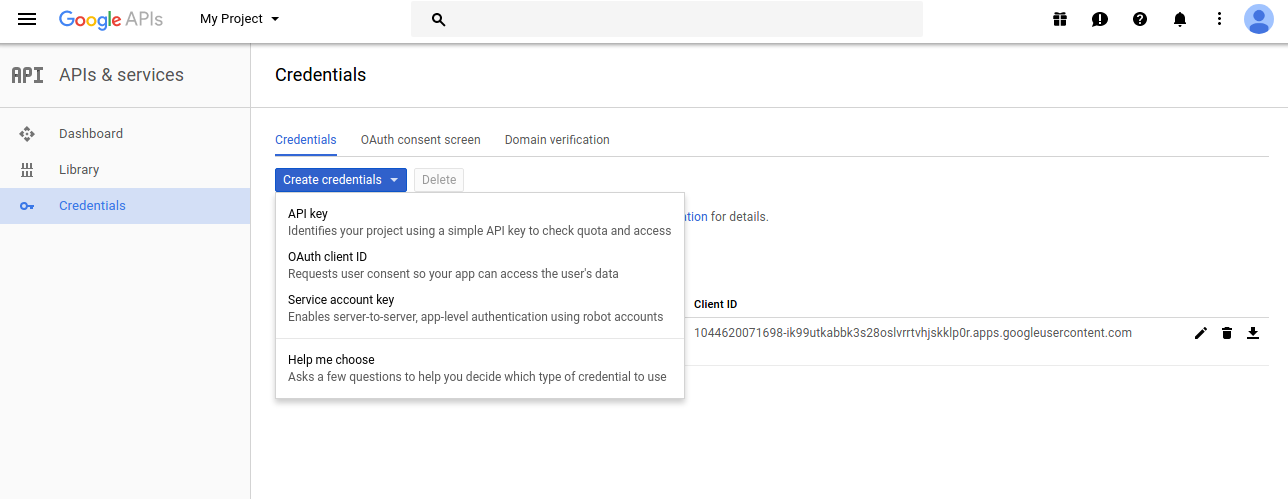 Google APIs
My Project
API APIs & services
Credentials
Dashboard
Library
Credentials
Credentials
OAuth consent screen
Domain verification
Create credentials
Delete
API key
Identifies your project using a simple API key to check quota and access
OAuth client ID
Requests user consent so your app can access the user's data
Service account key
Enables server-to-server, app-level authentication using robot accounts
Help me choose
Asks a few questions to help you decide which type of credential to use
for details.
Client ID
1044620071698-ik99utkabbk3s28oslvrrtvhjskklp0r.apps.googleusercontent.com